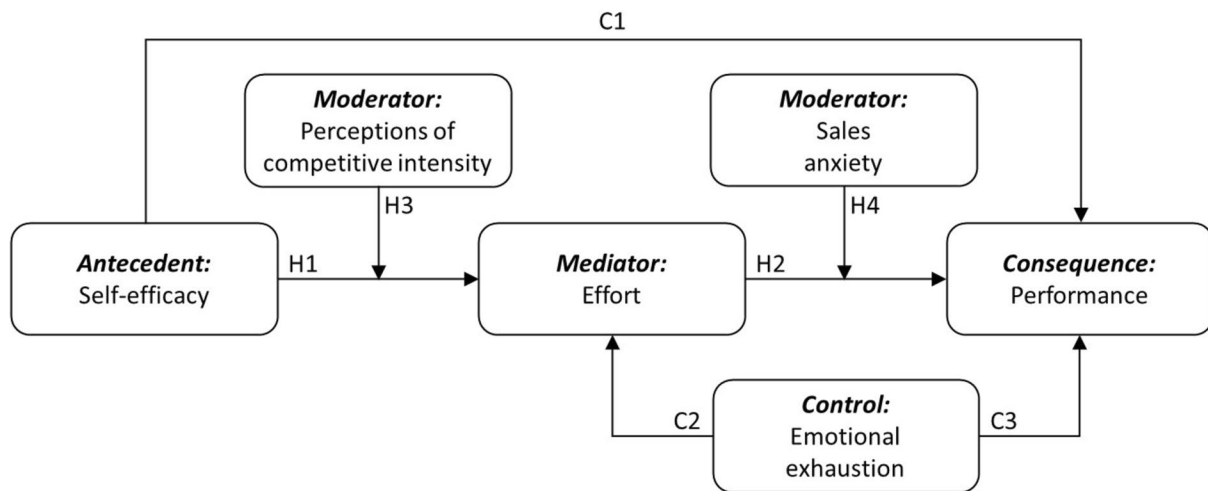 C1
Moderator:
Perceptions of
competitive intensity
Moderator:
Sales
anxiety
H3
H4
Antecedent:
Self-efficacy
H1
Mediator:
Effort
H2
Consequence:
Performance
C2
Control:
Emotional
exhaustion
C3